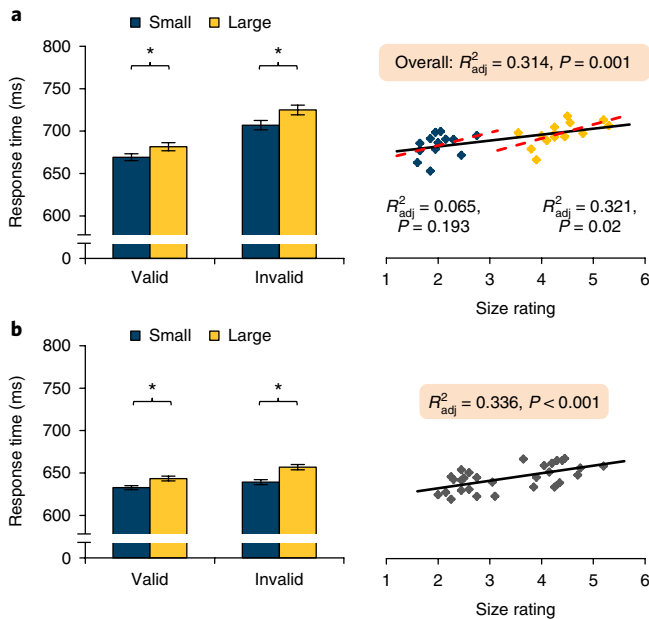 a
Small Large
Response time (ms)
800
750
700
650
600
0
* *
Valid Invalid
Overall: R²adj = 0.314, P = 0.001
R²adj = 0.065,
P = 0.193
R²adj = 0.321,
P = 0.02
1 2 3 4 5 6
Size rating
b
Small Large
Response time (ms)
800
750
700
650
600
0
* *
Valid Invalid
R²adj = 0.336, P < 0.001
1 2 3 4 5 6
Size rating